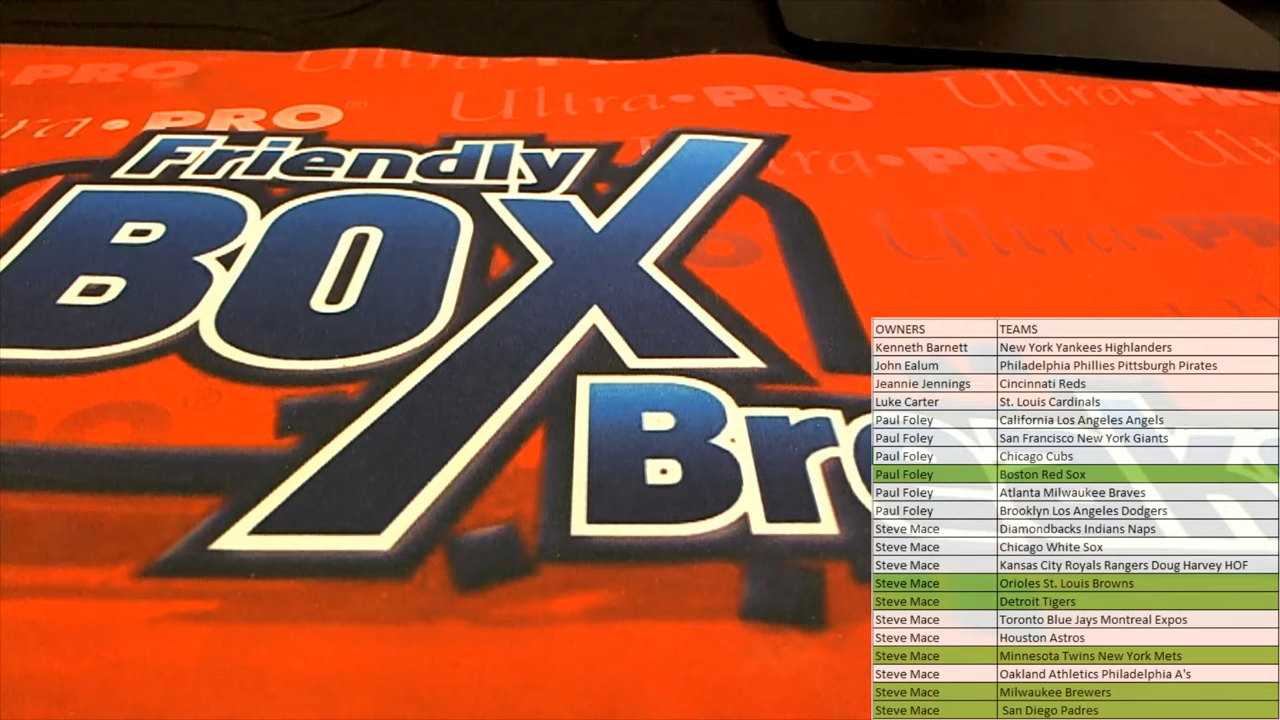 PRO
Ultra PRO
Ultra PRO
ra PRO
Ultra PRO
Friendly
BOX
Br
OWNERS TEAMS
Kenneth Barnett New York Yankees Highlanders
John Ealum Philadelphia Phillies Pittsburgh Pirates
Jeannie Jennings Cincinnati Reds
Luke Carter St. Louis Cardinals
Paul Foley California Los Angeles Angels
Paul Foley San Francisco New York Giants
Paul Foley Chicago Cubs
Paul Foley Boston Red Sox
Paul Foley Atlanta Milwaukee Braves
Paul Foley Brooklyn Los Angeles Dodgers
Steve Mace Diamondbacks Indians Naps
Steve Mace Chicago White Sox
Steve Mace Kansas City Royals Rangers Doug Harvey HOF
Steve Mace Orioles St. Louis Browns
Steve Mace Detroit Tigers
Steve Mace Toronto Blue Jays Montreal Expos
Steve Mace Houston Astros
Steve Mace Minnesota Twins New York Mets
Steve Mace Oakland Athletics Philadelphia A's
Steve Mace Milwaukee Brewers
Steve Mace San Diego Padres